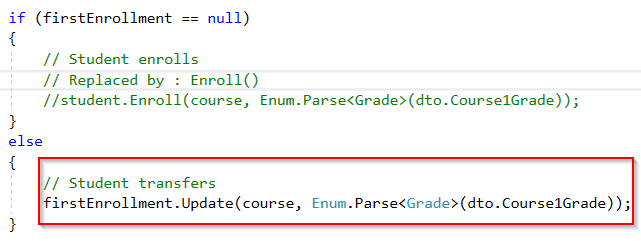 if (firstEnrollment == null)
{
// Student enrolls
// Replaced by : Enroll()
//student.Enroll(course, Enum.Parse<Grade>(dto.Course1Grade));
}
else
{
// Student transfers
firstEnrollment.Update(course, Enum.Parse<Grade>(dto.Course1Grade));
}